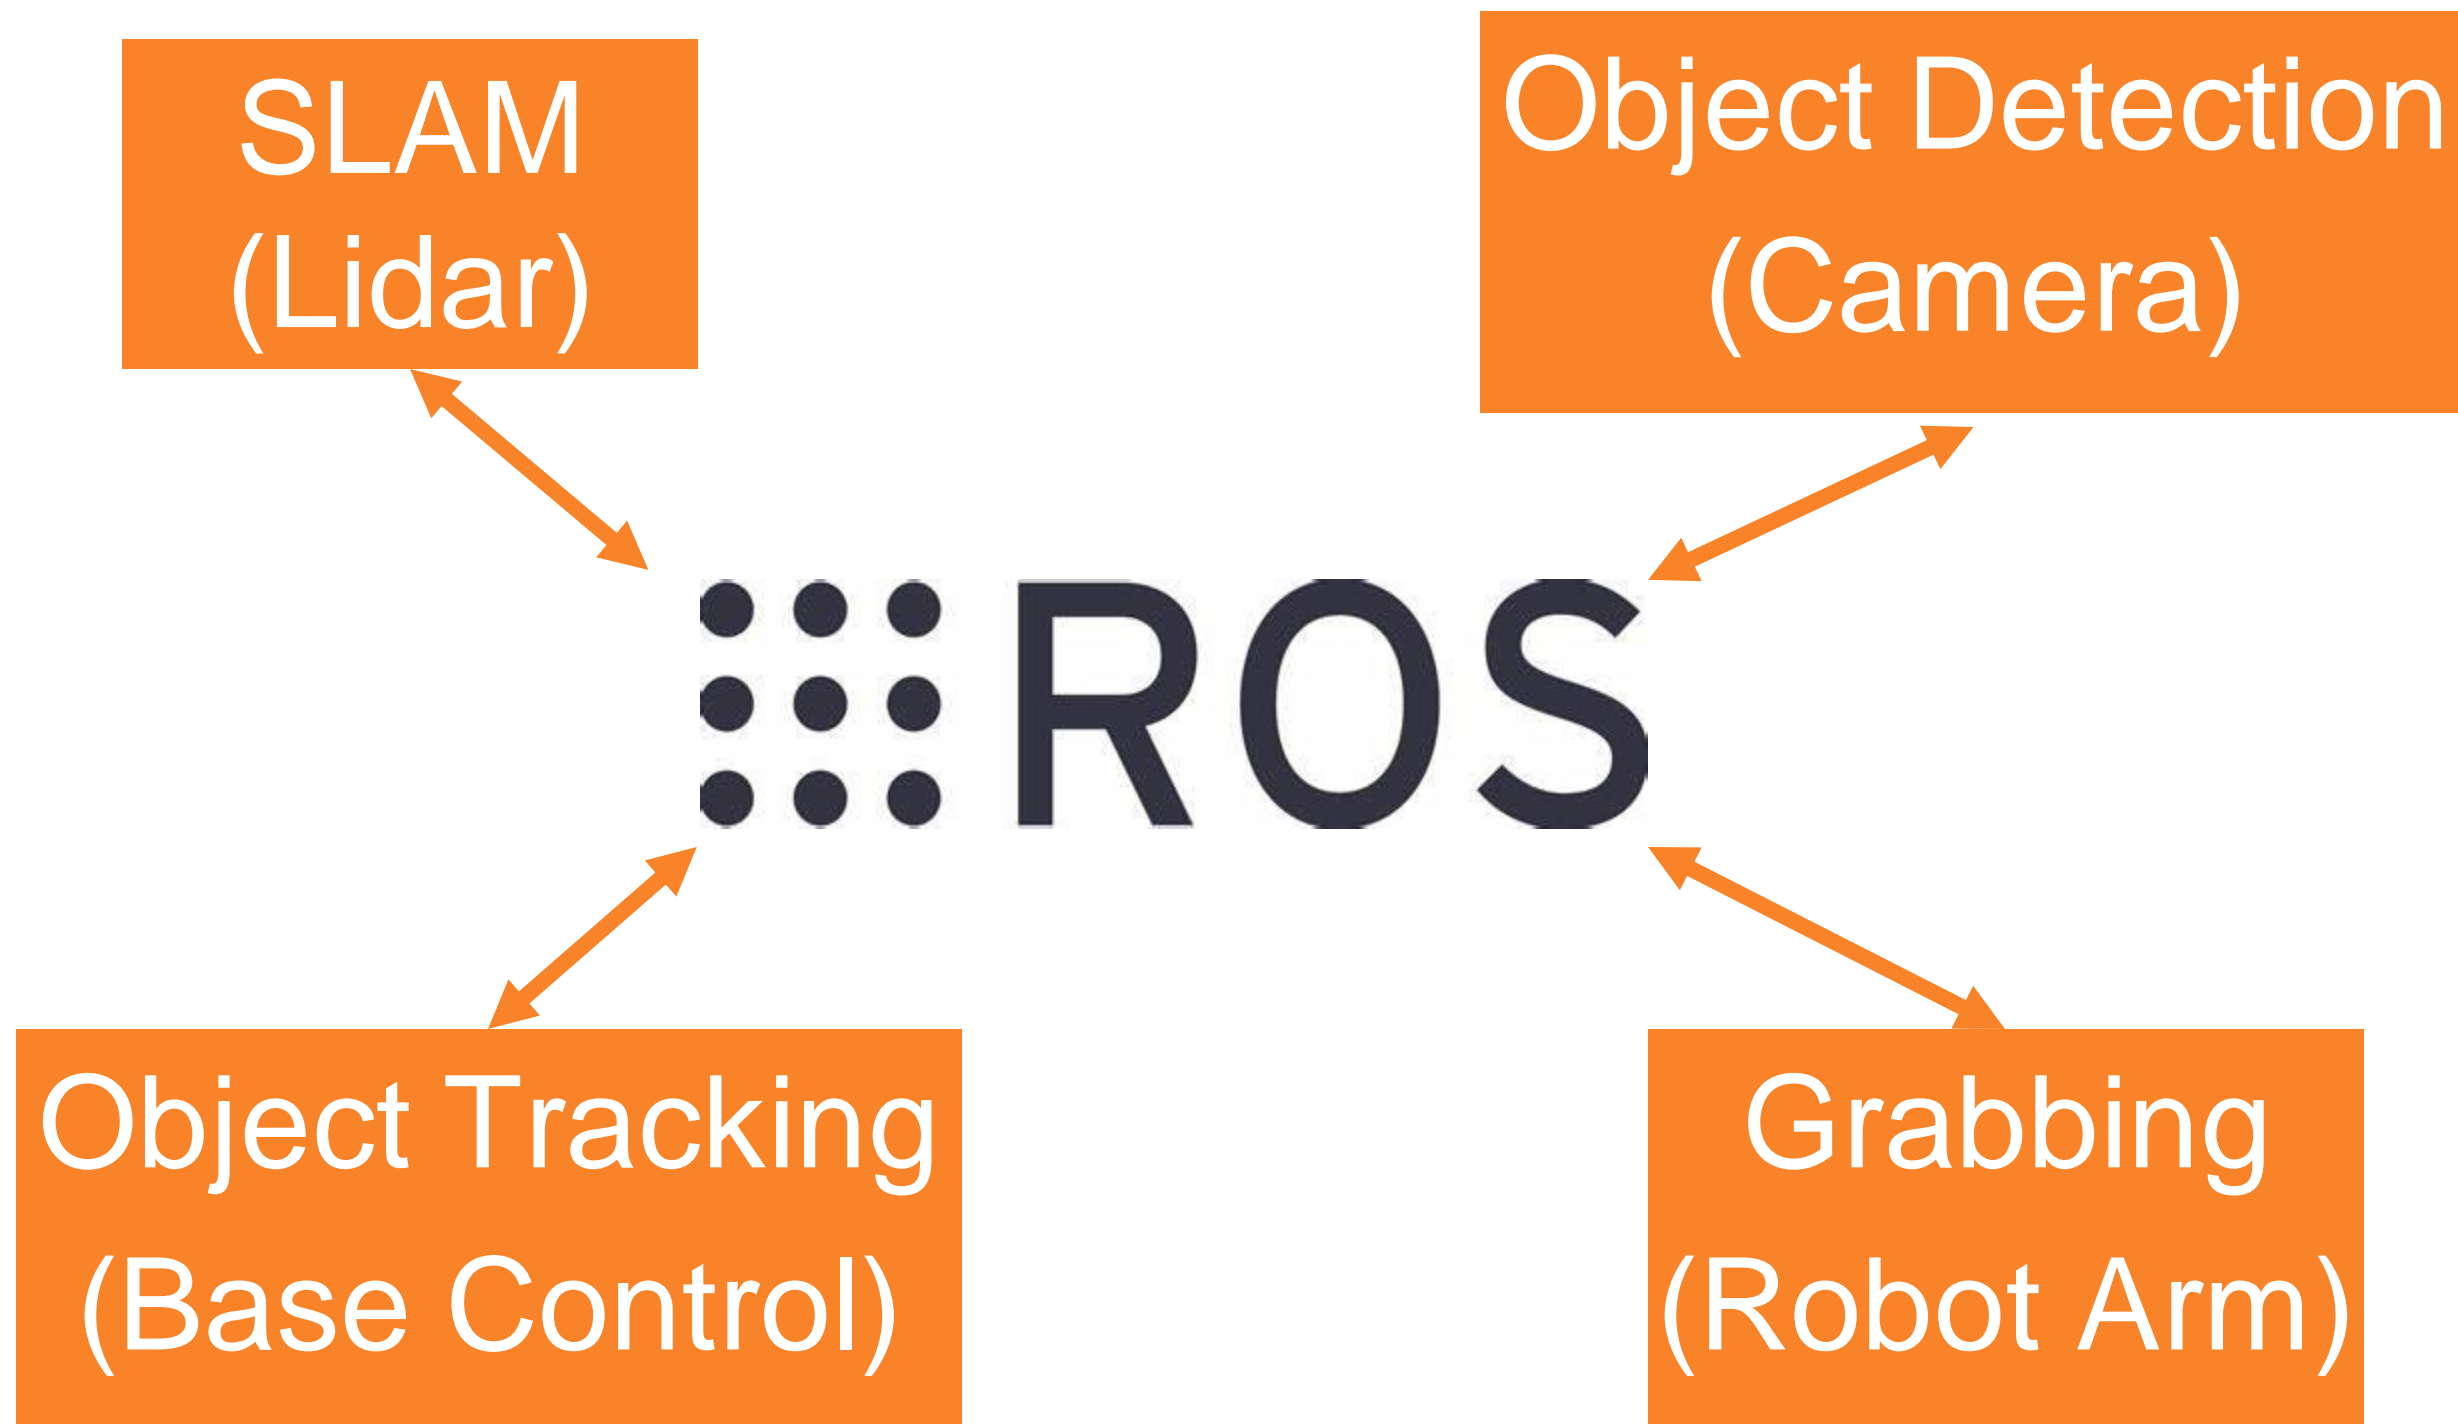 SLAM
(Lidar)
Object Detection
(Camera)
ROS
Object Tracking
(Base Control)
Grabbing
(Robot Arm)